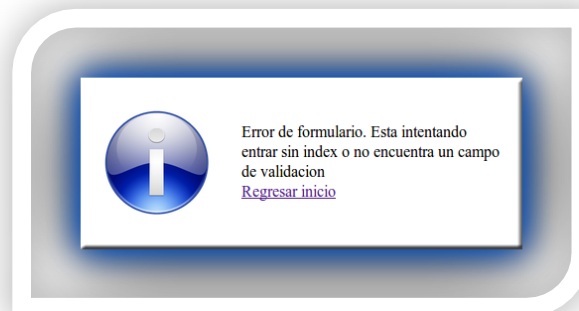 Error de formulario. Esta intentando
entrar sin index o no encuentra un campo
de validacion
Regresar inicio